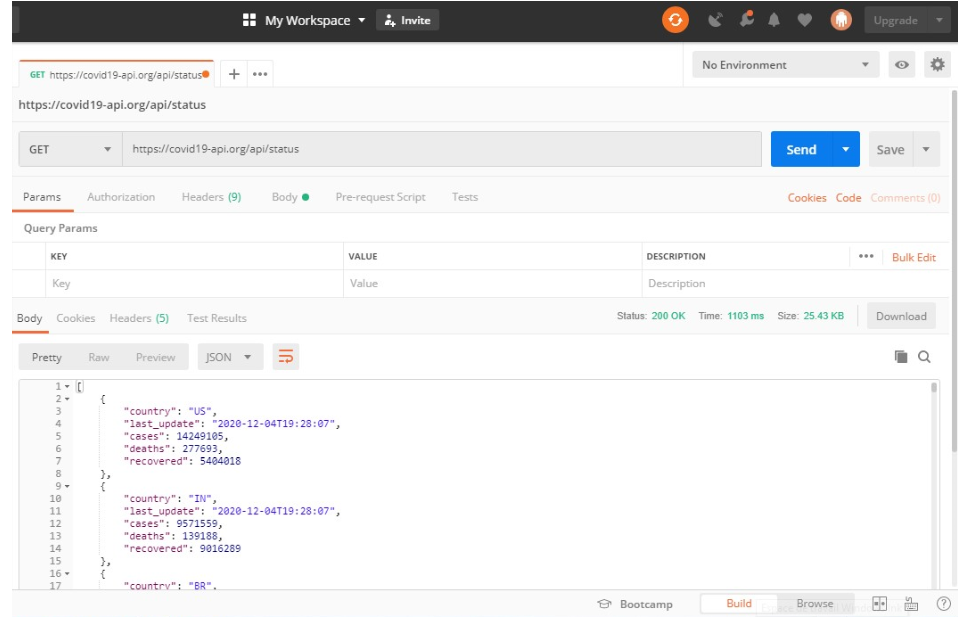 My Workspace Invite Upgrade
GET https://covid19-api.org/api/status No Environment
https://covid19-api.org/api/status
GET https://covid19-api.org/api/status Send Save
Params Authorization Headers (9) Body Pre-request Script Tests Cookies Code Comments (0)
Query Params
KEY VALUE DESCRIPTION Bulk Edit
Key Value Description
Body Cookies Headers (5) Test Results Status: 200 OK Time: 1103 ms Size: 25.43 KB Download
Pretty Raw Preview JSON
1 [
2 {
3 "country": "US",
4 "last_update": "2020-12-04T19:28:07",
5 "cases": 14249105,
6 "deaths": 277693,
7 "recovered": 5404018
8 },
9 {
10 "country": "IN",
11 "last_update": "2020-12-04T19:28:07",
12 "cases": 9571559,
13 "deaths": 139188,
14 "recovered": 9016289
15 },
16 {
17 "country": "BR",
Bootcamp Build Browse